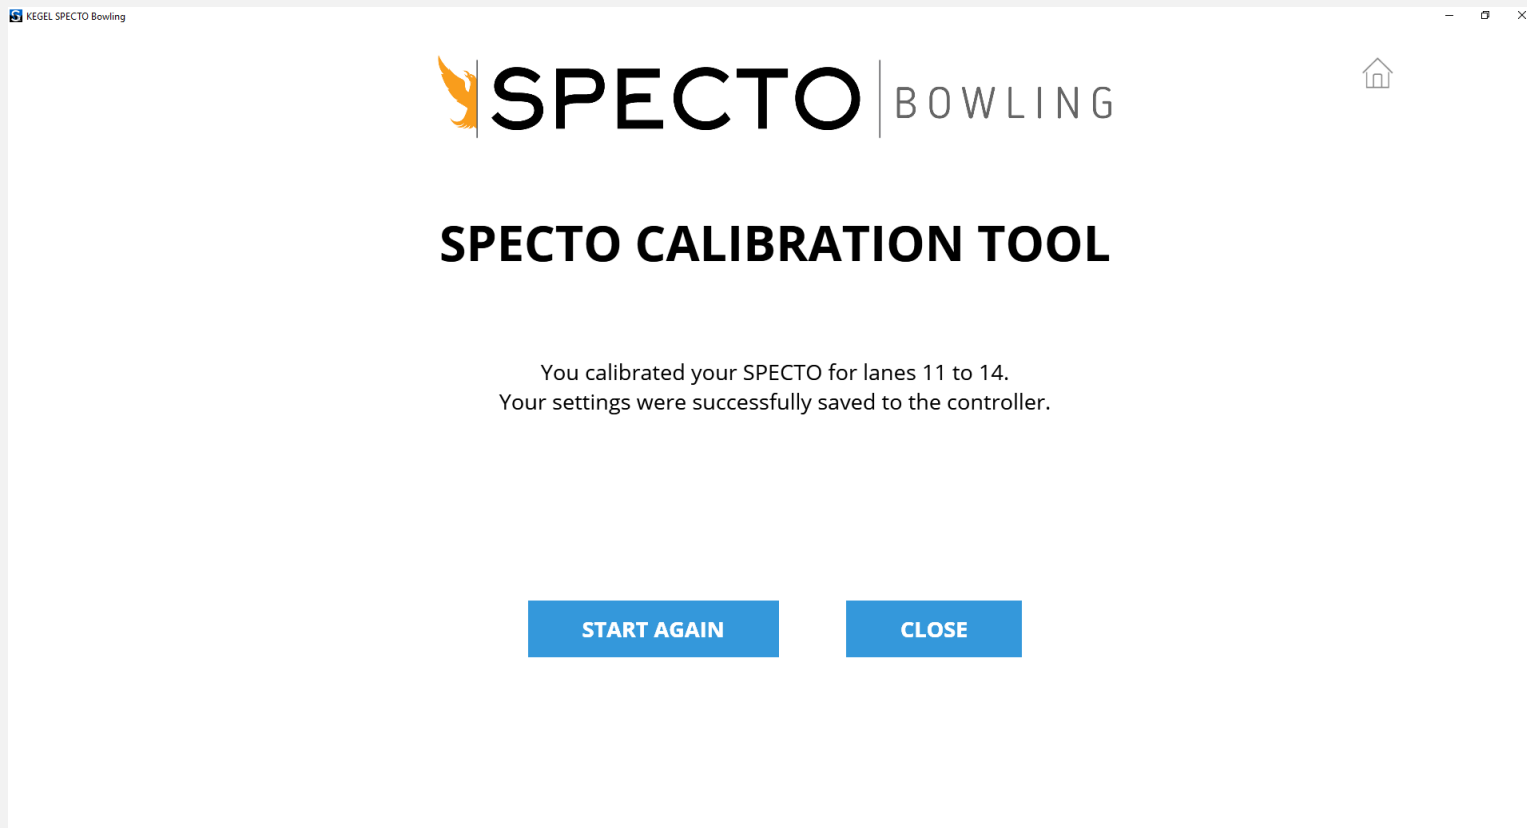 KEGEL SPECTO Bowling
SPECTO BOWLING
SPECTO CALIBRATION TOOL
You calibrated your SPECTO for lanes 11 to 14.
Your settings were successfully saved to the controller.
START AGAIN
CLOSE